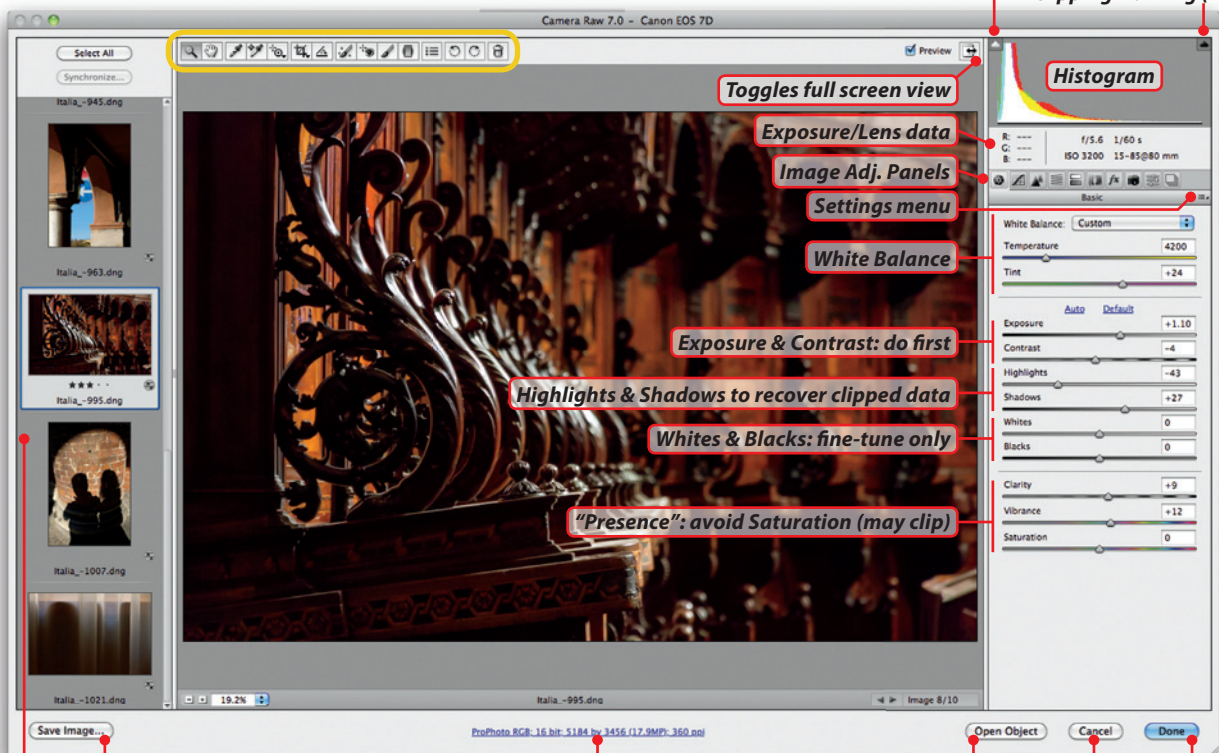 Camera Raw 7.0 – Canon EOS 7D
Select All
Synchronize...
Preview
Italia_-945.dng
Italia_-963.dng
Italia_-995.dng
Italia_-1007.dng
Italia_-1021.dng
Toggles full screen view
Exposure/Lens data
Image Adj. Panels
Settings menu
White Balance
Exposure & Contrast: do first
Highlights & Shadows to recover clipped data
Whites & Blacks: fine-tune only
“Presence”: avoid Saturation (may clip)
Histogram
R: ---
G: ---
B: ---
f/5.6 1/60 s
ISO 3200 15-85@80 mm
Basic
White Balance: Custom
Temperature 4200
Tint +24
Auto Default
Exposure +1.10
Contrast -4
Highlights -43
Shadows +27
Whites 0
Blacks 0
Clarity +9
Vibrance +12
Saturation 0
19.2%
Italia_-995.dng
Image 8/10
Save Image...
ProPhoto RGB; 16 bit; 5184 by 3456 (17.9MP); 360 ppi
Open Object
Cancel
Done